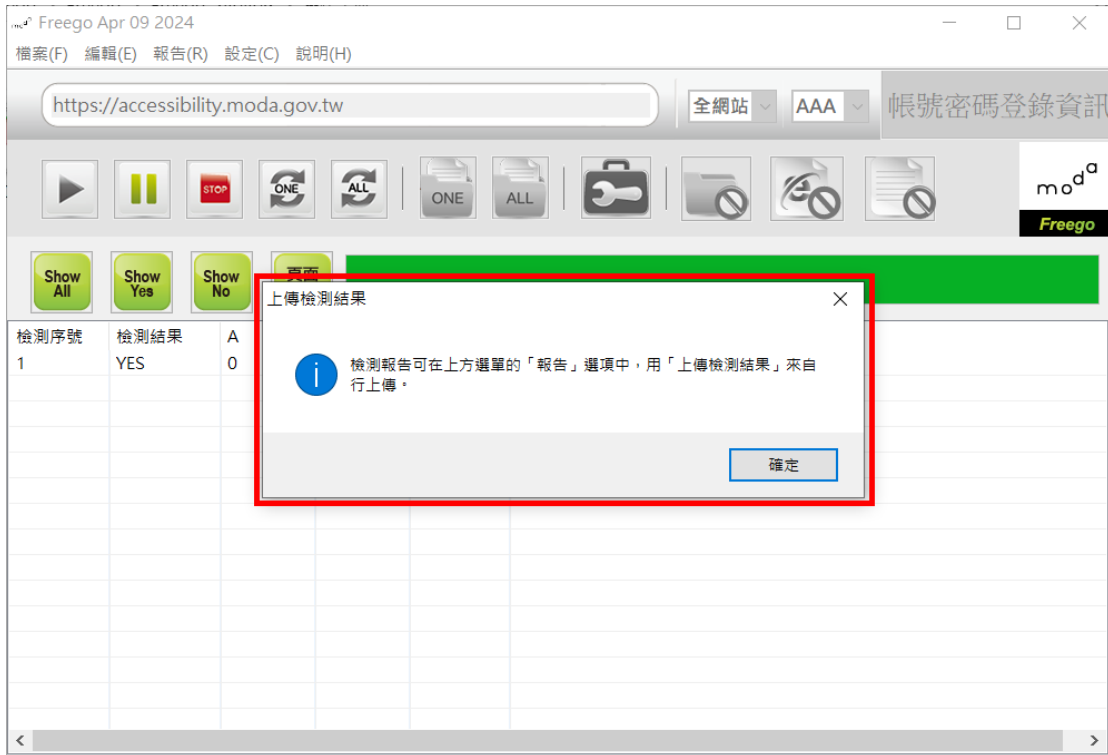 moda Freego Apr 09 2024
檔案(F) 編輯(E) 報告(R) 設定(C) 說明(H)
https://accessibility.moda.gov.tw
全網站
AAA
帳號密碼登錄資訊
STOP
ONE
ALL
ONE
ALL
moda
Freego
Show All
Show Yes
Show No
頁面
上傳檢測結果
檢測報告可在上方選單的「報告」選項中，用「上傳檢測結果」來自
行上傳。
確定
檢測序號 檢測結果 A
1 YES 0